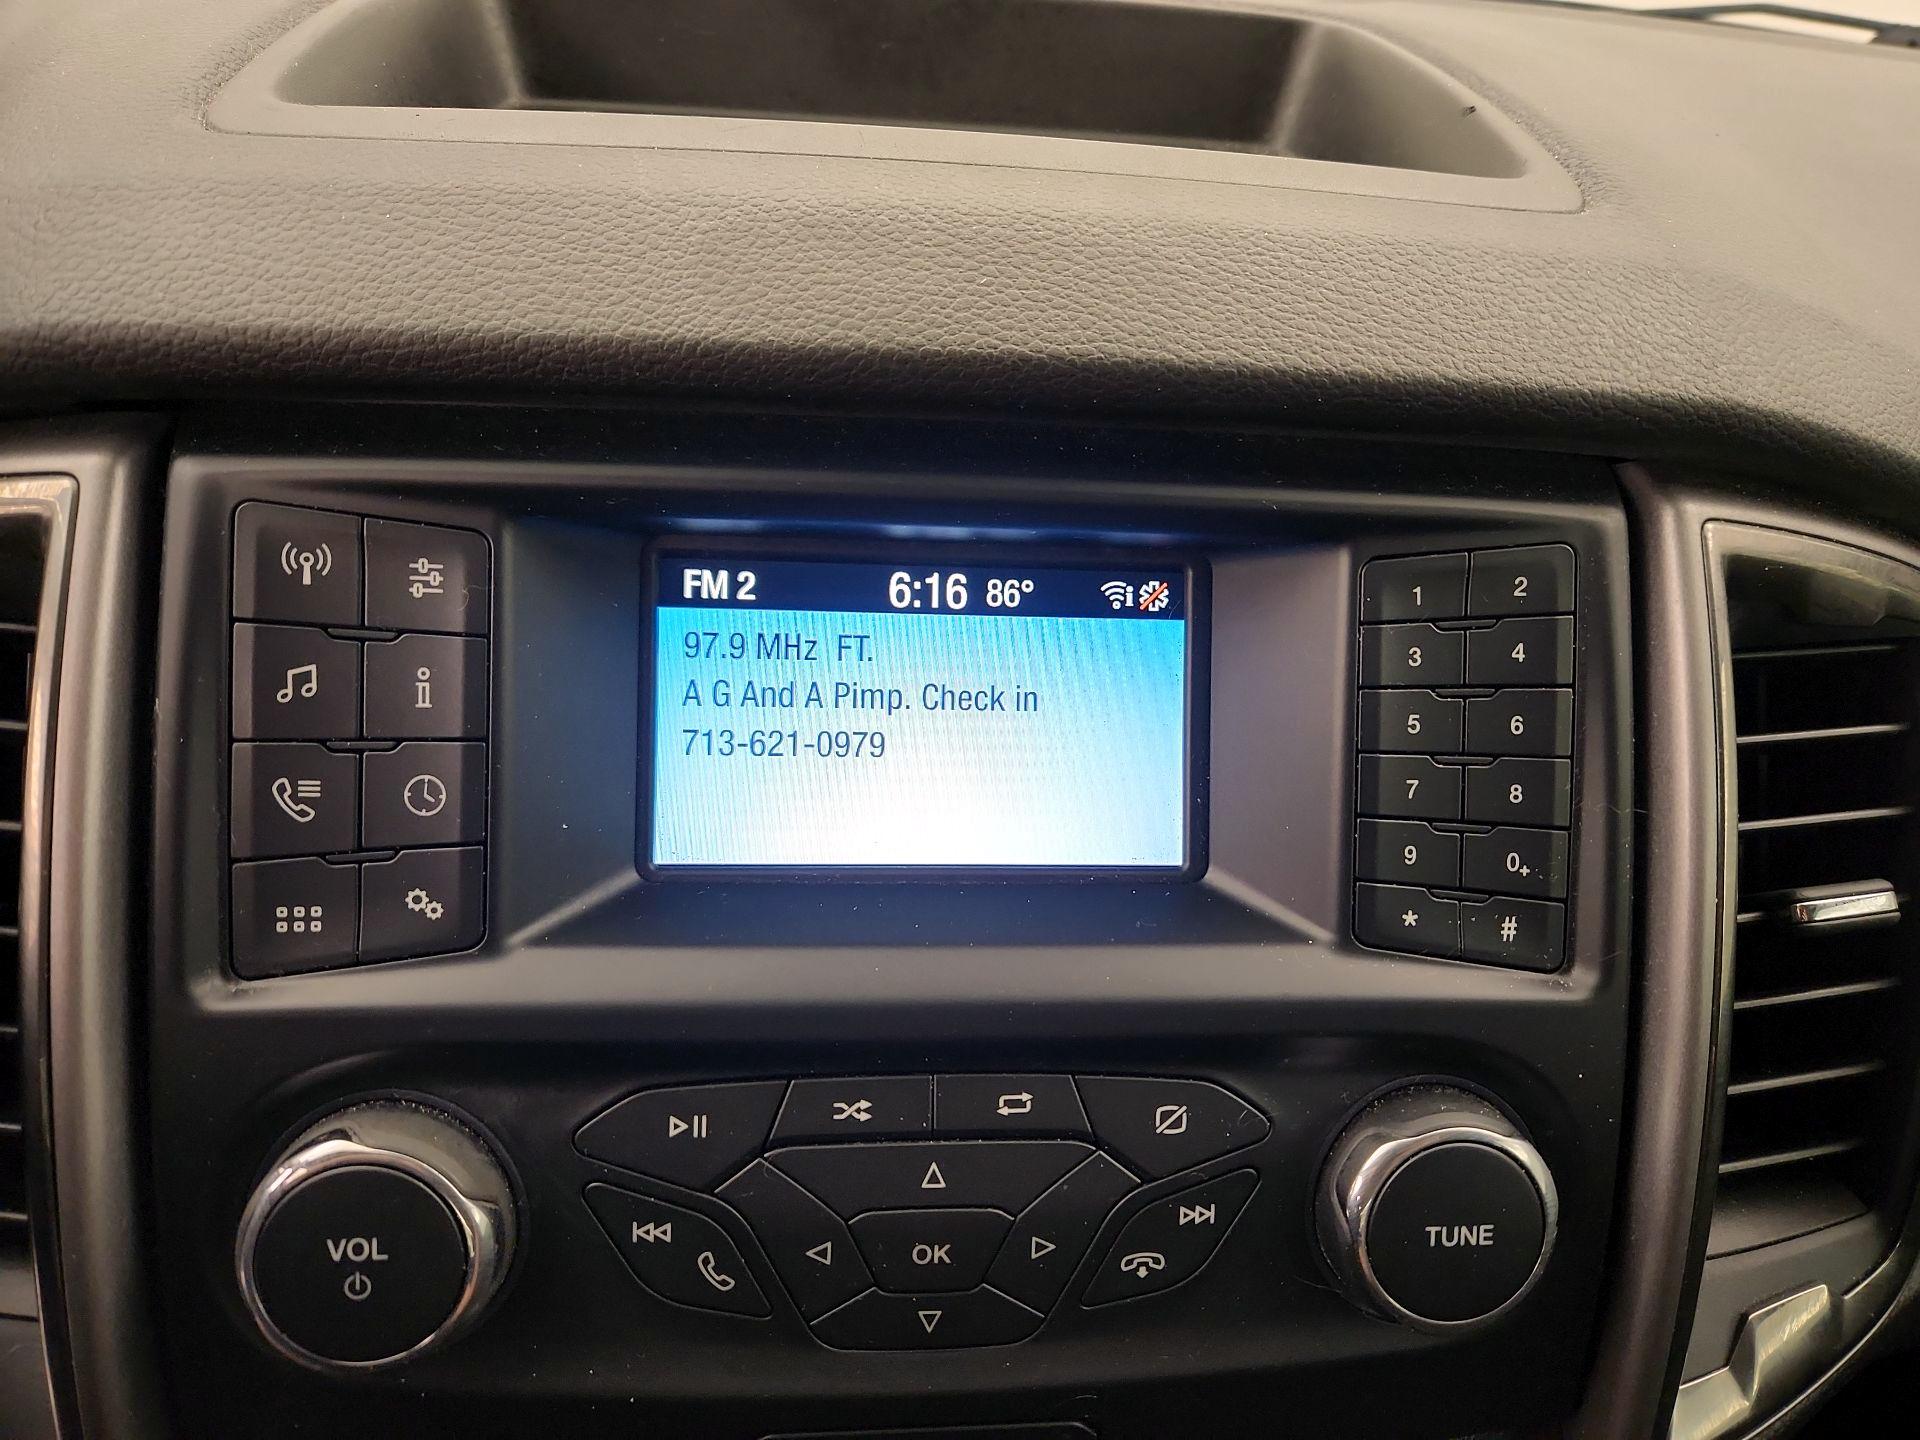 FM 2 6:16 86°
97.9 MHz FT.
A G And A Pimp. Check in
713-621-0979
1 2
3 4
5 6
7 8
9 0+
* #
VOL
OK
TUNE